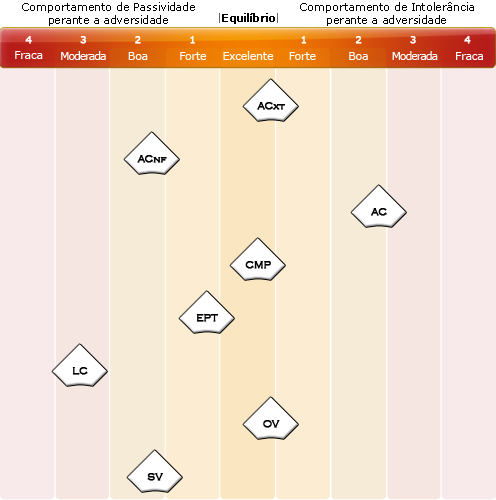 Comportamento de Passividade
perante a adversidade
|Equilíbrio|
Comportamento de Intolerância
perante a adversidade
4 3 2 1 1 2 3 4
Fraca Moderada Boa Forte Excelente Forte Boa Moderada Fraca
ACXT
ACNF
AC
CMP
EPT
LC
OV
SV